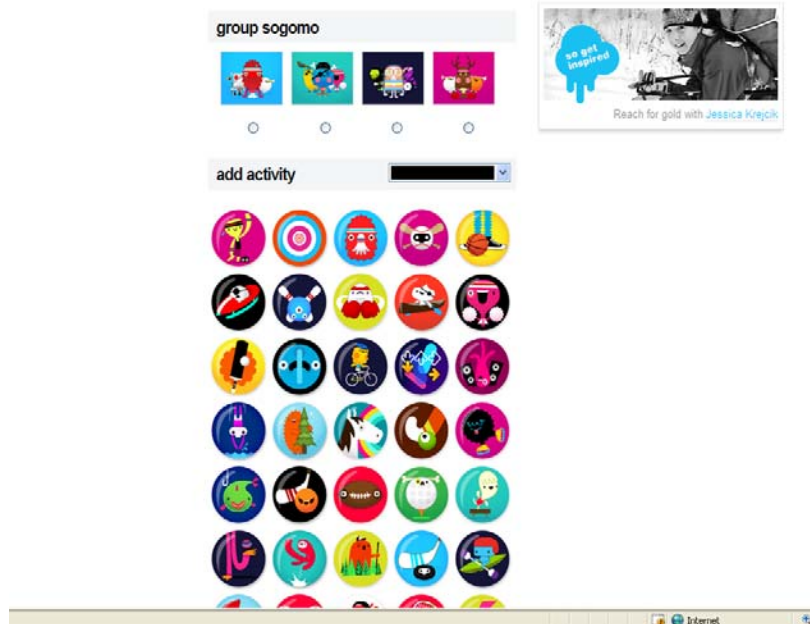 group sogomo
so get
inspired
Reach for gold with Jessica Krejcik
add activity
Internet